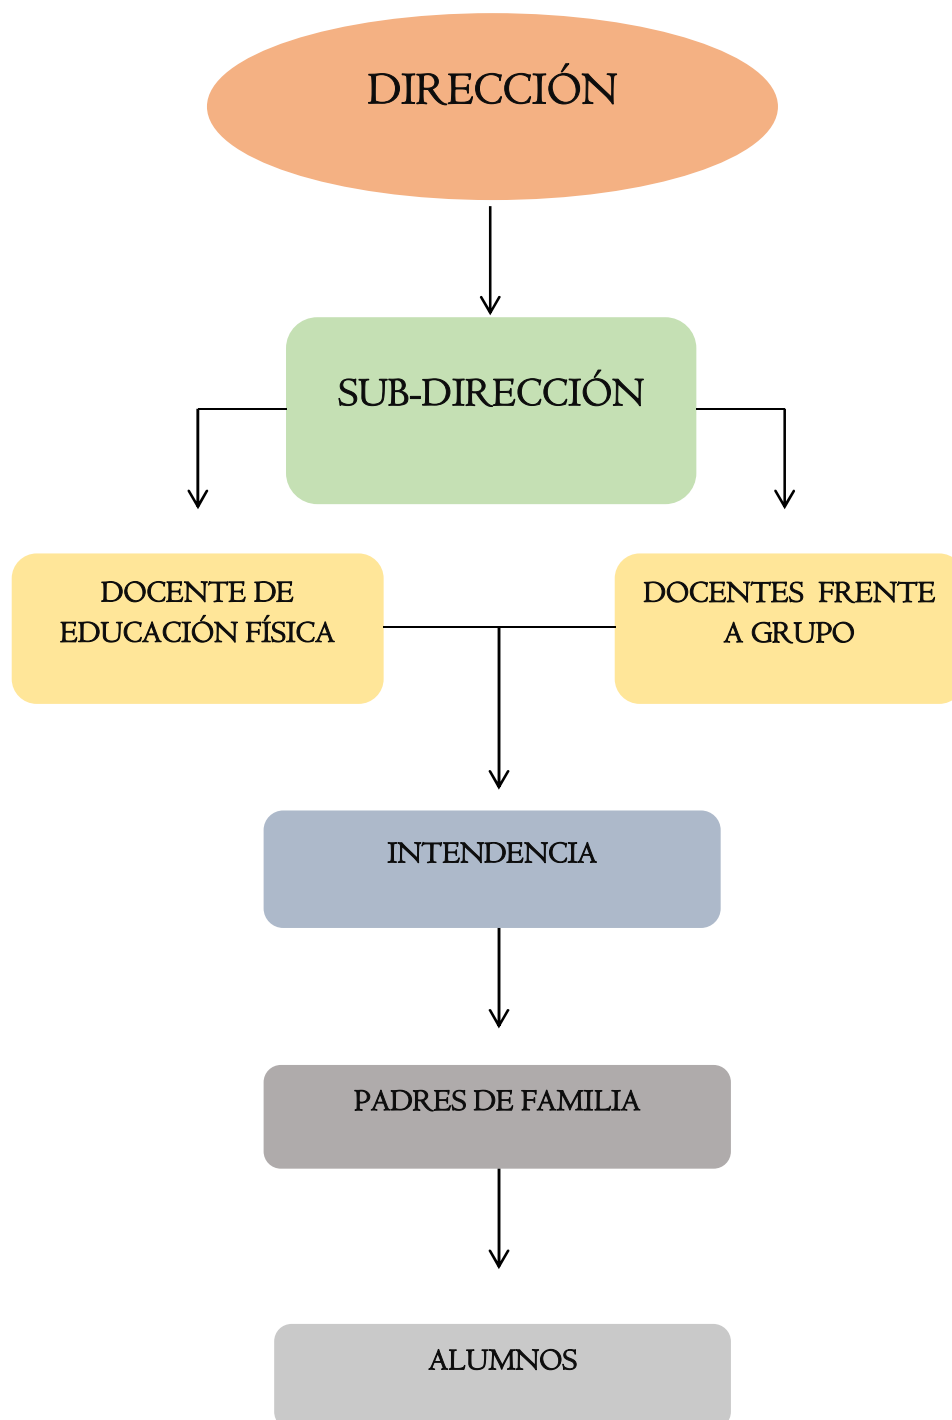 DIRECCIÓN
SUB-DIRECCIÓN
DOCENTE DE
EDUCACIÓN FÍSICA
DOCENTES FRENTE
A GRUPO
INTENDENCIA
PADRES DE FAMILIA
ALUMNOS